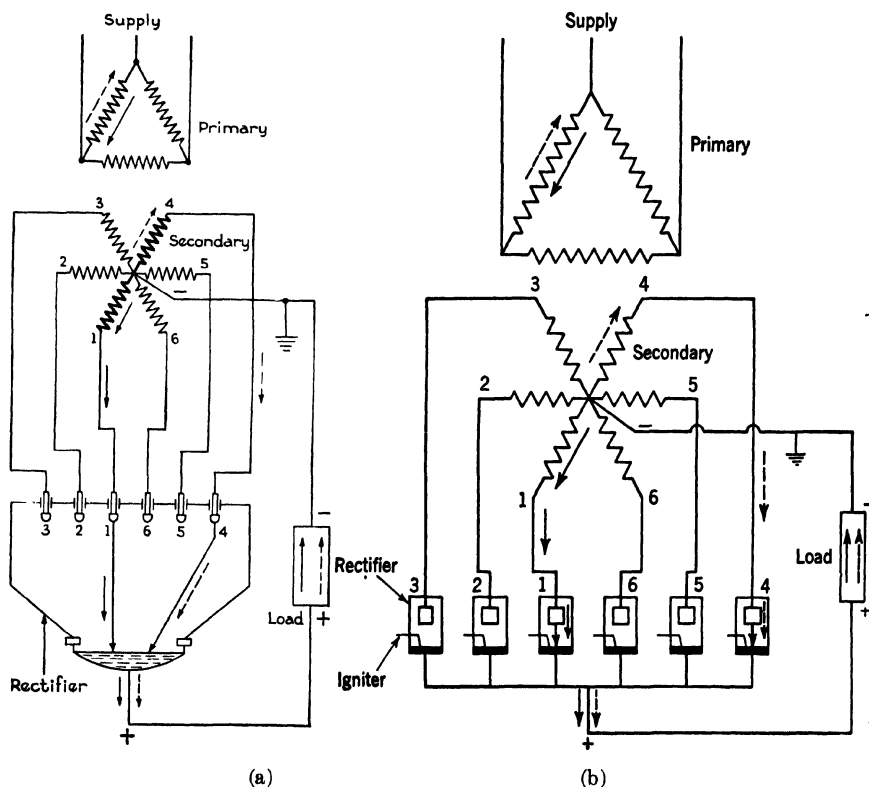 Supply
Primary
3 4
Secondary
2 5
−
1 6
3 2 1 6 5 4
−
Load
+
Rectifier
+
(a)
Supply
Primary
3 4
Secondary
2 5
−
1 6
Rectifier
3 2 1 6 5 4
−
Load
+
Igniter
+
(b)